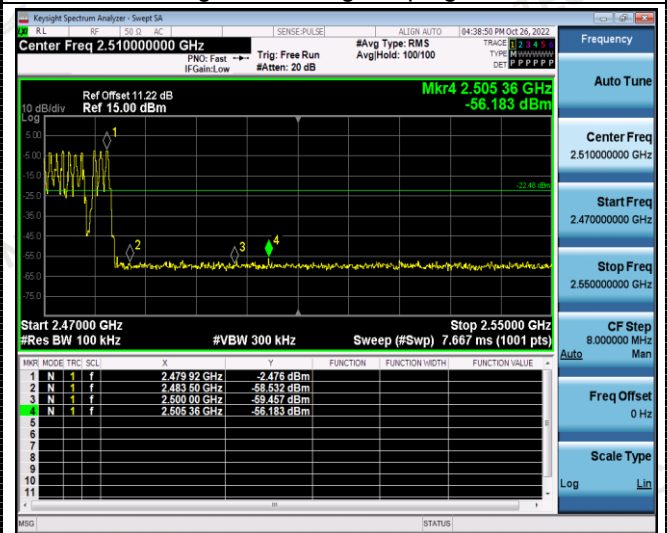 Keysight Spectrum Analyzer - Swept SA
RL RF 50 Ω AC SENSE:PULSE ALIGN AUTO 04:38:50 PM Oct 26, 2022
Center Freq 2.510000000 GHz
PNO: Fast
IFGain:Low
Trig: Free Run
#Atten: 20 dB
#Avg Type: RMS
Avg|Hold: 100/100
TRACE 1 2 3 4 5 6
TYPE M WWWWW
DET P P P P P P
Frequency
Auto Tune
Center Freq
2.510000000 GHz
Start Freq
2.470000000 GHz
Stop Freq
2.550000000 GHz
CF Step
8.000000 MHz
Auto Man
Freq Offset
0 Hz
Scale Type
Log Lin
Ref Offset 11.22 dB
10 dB/div Ref 15.00 dBm
Log
Mkr4 2.505 36 GHz
-56.183 dBm
5.00
-5.00
-15.0
-25.0
-35.0
-45.0
-55.0
-65.0
-75.0
1
2
3
4
-22.48 dBm
Start 2.47000 GHz Stop 2.55000 GHz
#Res BW 100 kHz #VBW 300 kHz Sweep (#Swp) 7.667 ms (1001 pts)
MKR MODE TRC SCL X Y FUNCTION FUNCTION WIDTH FUNCTION VALUE
1 N 1 f 2.479 92 GHz -2.476 dBm
2 N 1 f 2.483 50 GHz -58.532 dBm
3 N 1 f 2.500 00 GHz -59.457 dBm
4 N 1 f 2.505 36 GHz -56.183 dBm
5
6
7
8
9
10
11
MSG STATUS